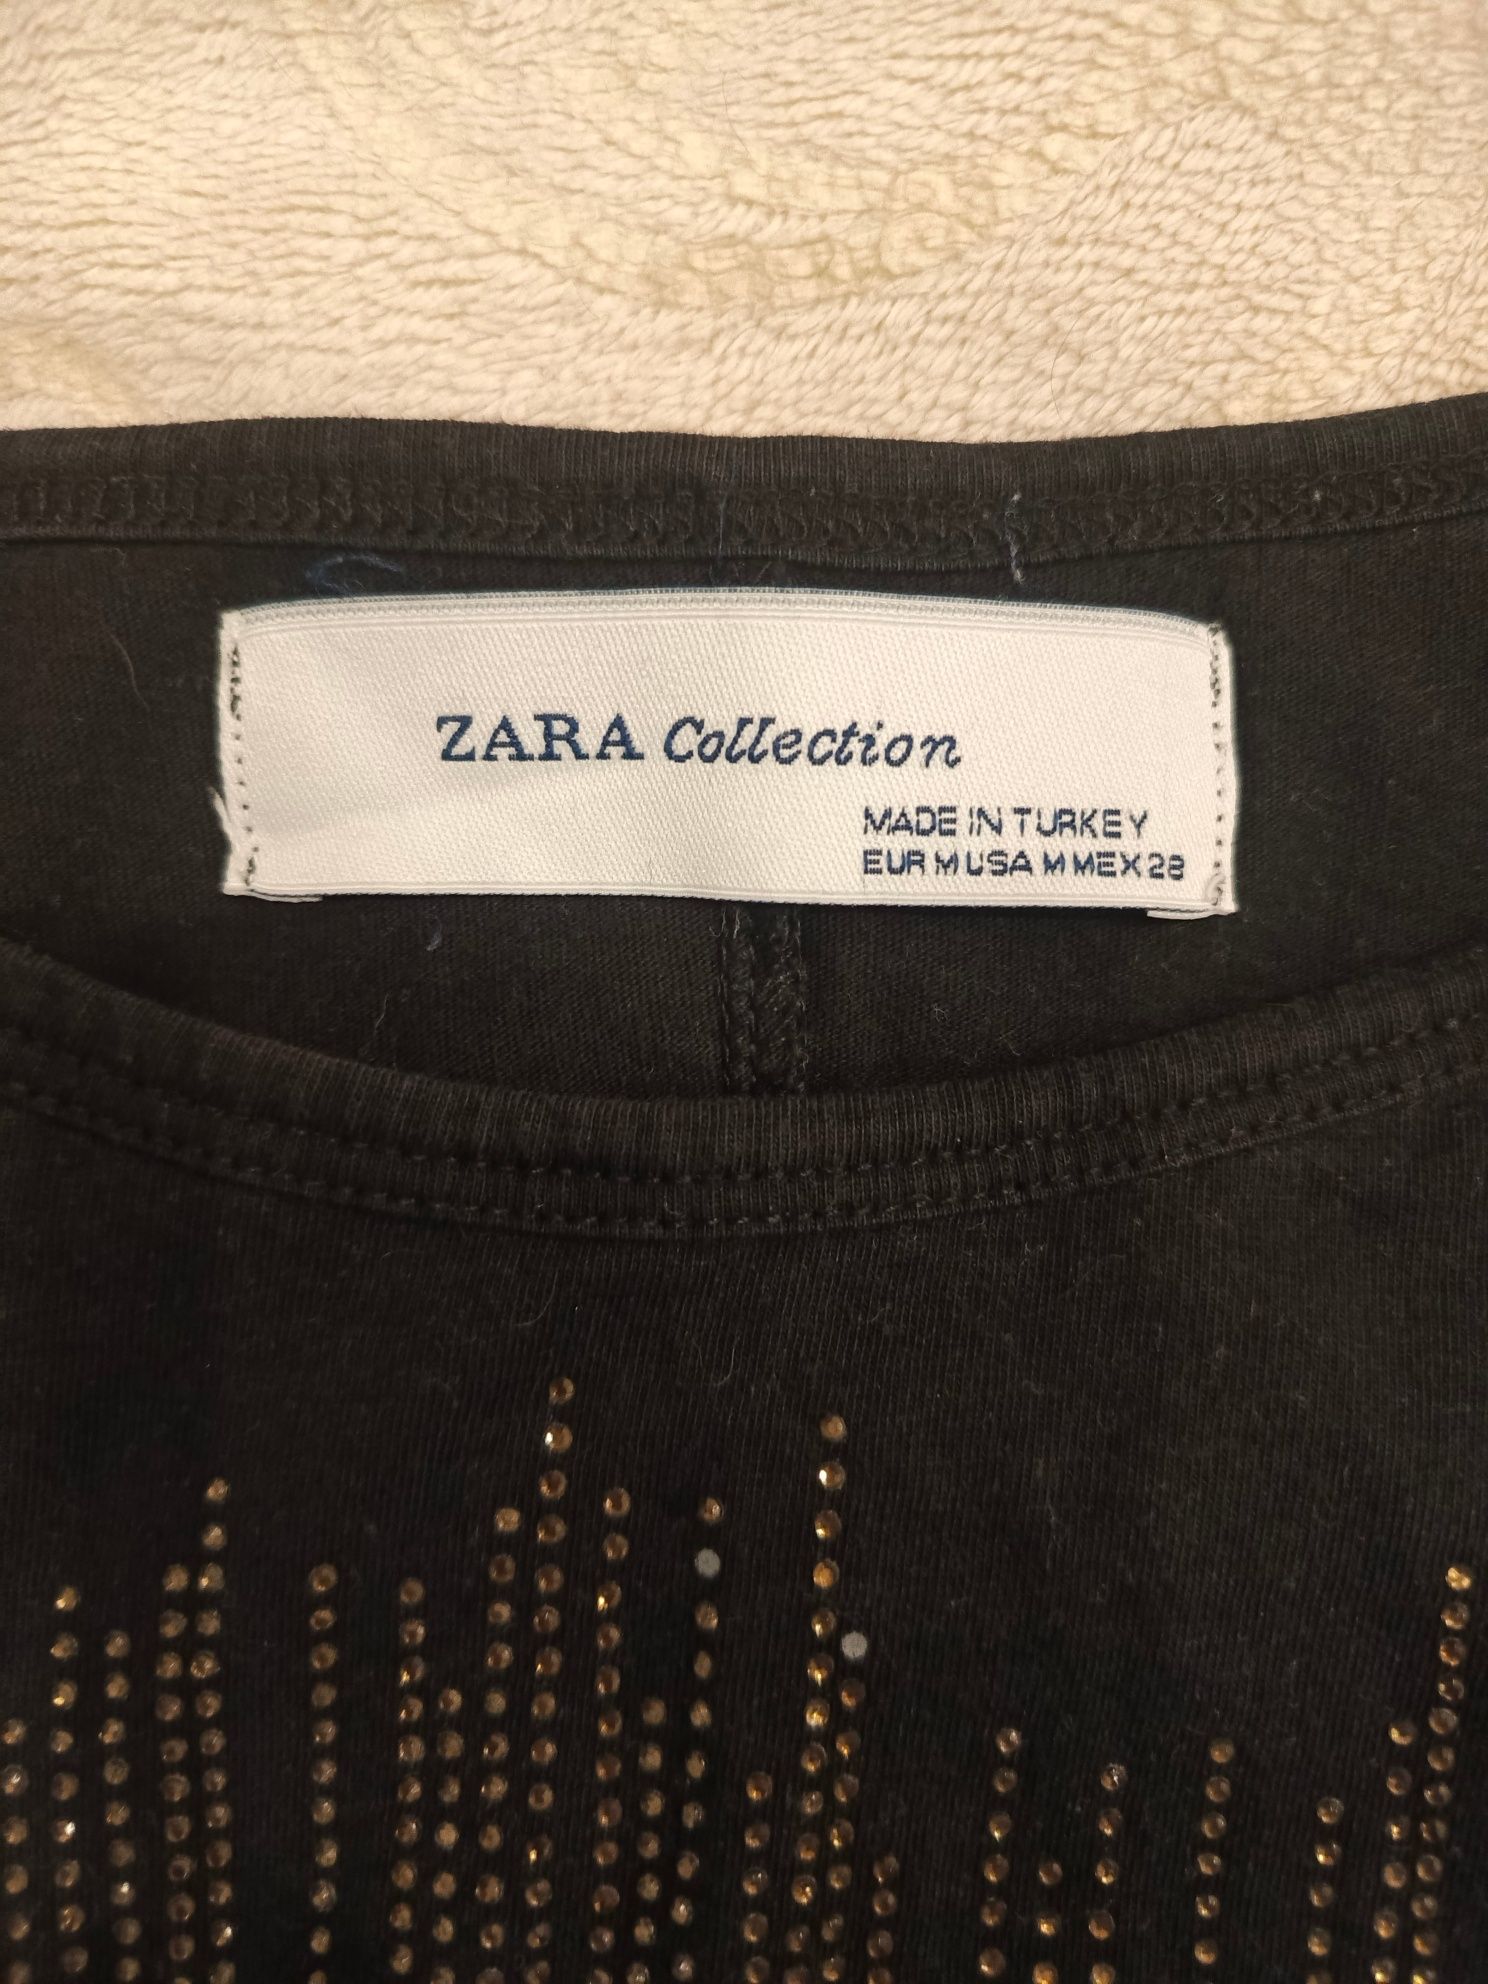 ZARA Collection
MADE IN TURKEY
EUR M USA M MEX 28